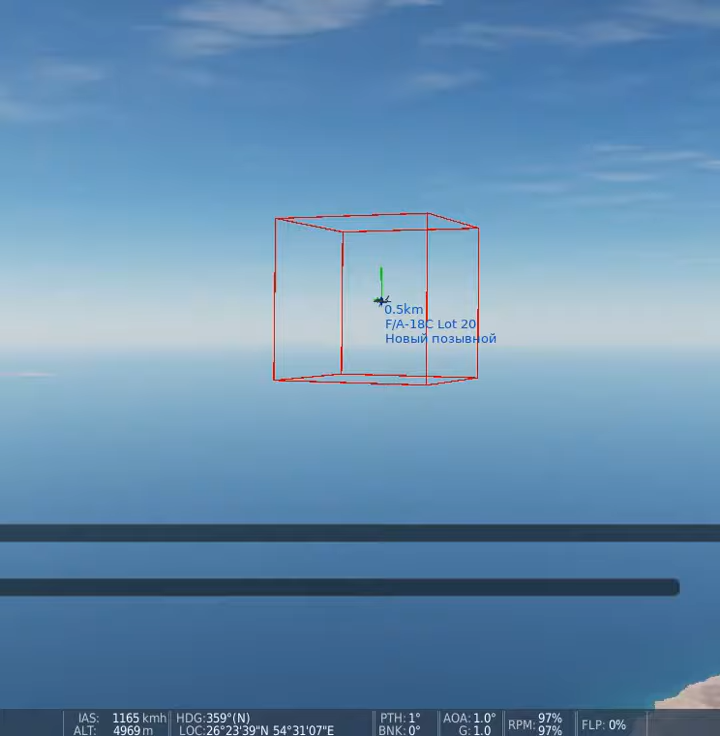 0.5km
F/A-18C Lot 20
Новый позывной
IAS: 1165 kmh HDG:359°(N) PTH: 1° AOA: 1.0° RPM: 97% FLP: 0%
ALT: 4969 m LOC:26°23'39"N 54°31'07"E BNK: 0° G: 1.0 97%